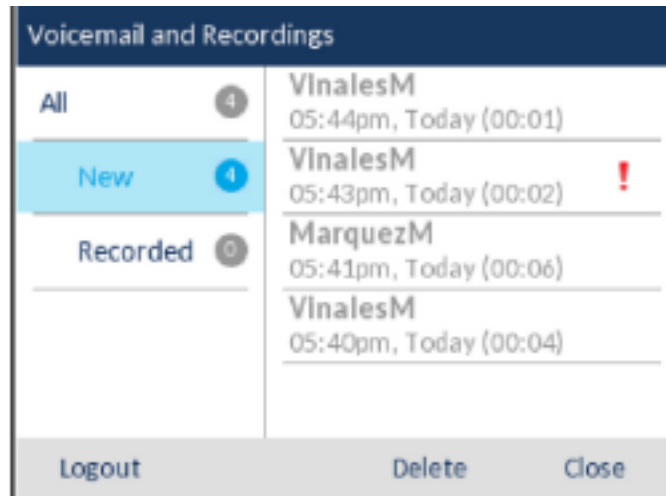 Voicemail and Recordings
All 4
New 4
Recorded 0
VinalesM
05:44pm, Today (00:01)
VinalesM
05:43pm, Today (00:02) !
MarquezM
05:41pm, Today (00:06)
VinalesM
05:40pm, Today (00:04)
Logout Delete Close